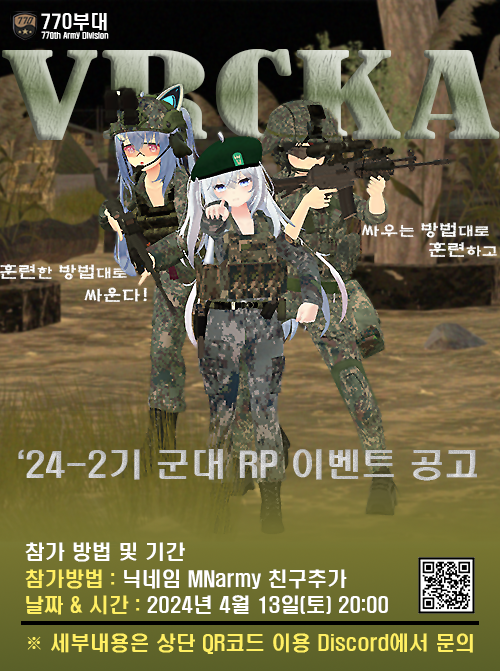 770부대
770th Army Division
VRCKA
싸우는 방법대로
훈련하고
훈련한 방법대로
싸운다!
‘24-2기 군대 RP 이벤트 공고
참가 방법 및 기간
참가방법 : 닉네임 MNarmy 친구추가
날짜 & 시간 : 2024년 4월 13일(토) 20:00
※ 세부내용은 상단 QR코드 이용 Discord에서 문의